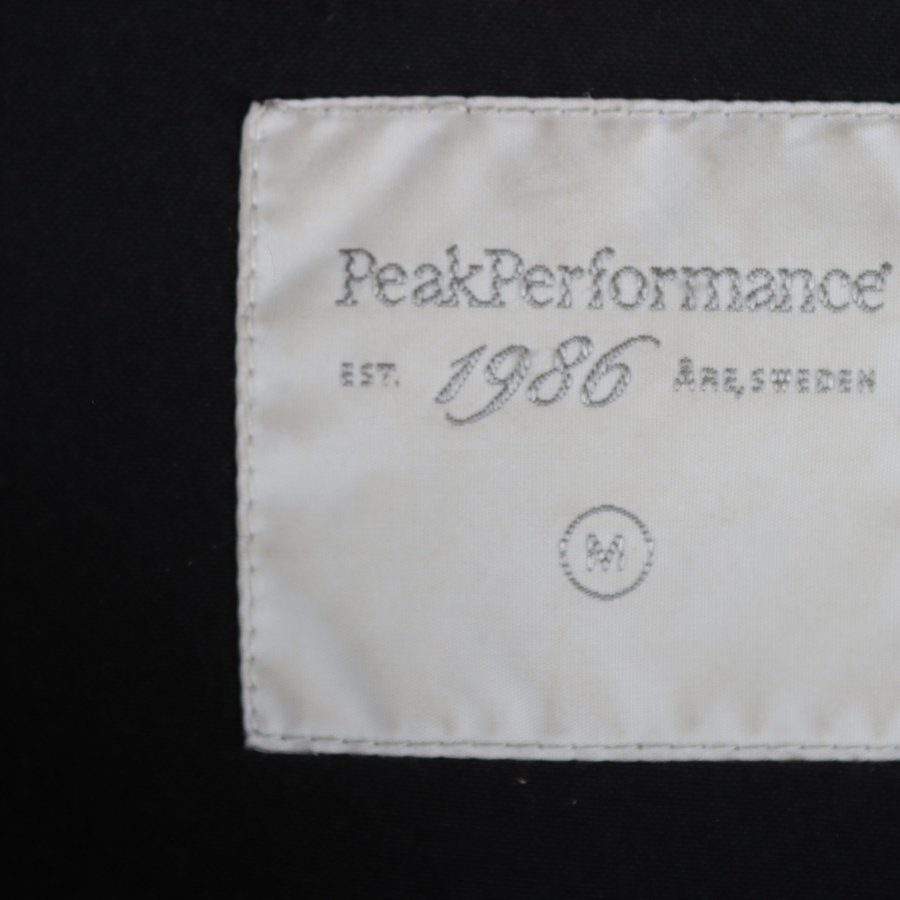 PeakPerformance®
EST. 1986 ÅRE, SWEDEN
M